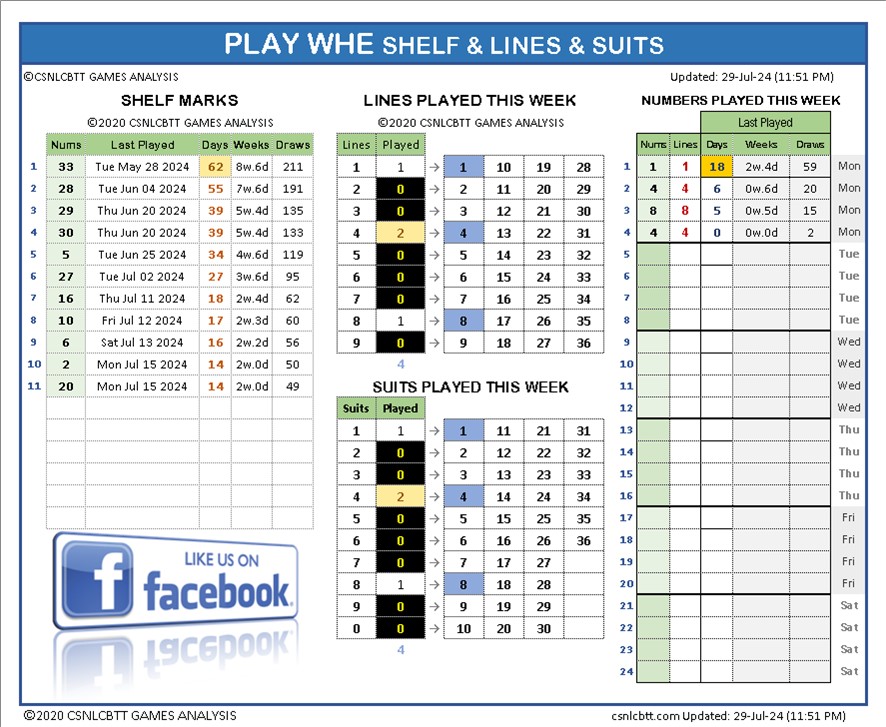 PLAY WHE SHELF & LINES & SUITS
©CSNLCBTT GAMES ANALYSIS
Updated: 29-Jul-24 (11:51 PM)
SHELF MARKS
©2020 CSNLCBTT GAMES ANALYSIS
Nums Last Played Days Weeks Draws
1 33 Tue May 28 2024 62 8w.6d 211
2 28 Tue Jun 04 2024 55 7w.6d 191
3 29 Thu Jun 20 2024 39 5w.4d 135
4 30 Thu Jun 20 2024 39 5w.4d 133
5 5 Tue Jun 25 2024 34 4w.6d 119
6 27 Tue Jul 02 2024 27 3w.6d 95
7 16 Thu Jul 11 2024 18 2w.4d 62
8 10 Fri Jul 12 2024 17 2w.3d 60
9 6 Sat Jul 13 2024 16 2w.2d 56
10 2 Mon Jul 15 2024 14 2w.0d 50
11 20 Mon Jul 15 2024 14 2w.0d 49
LIKE US ON
f facebook
LINES PLAYED THIS WEEK
©2020 CSNLCBTT GAMES ANALYSIS
Lines Played
1 1 → 1 10 19 28
2 0 → 2 11 20 29
3 0 → 3 12 21 30
4 2 → 4 13 22 31
5 0 → 5 14 23 32
6 0 → 6 15 24 33
7 0 → 7 16 25 34
8 1 → 8 17 26 35
9 0 → 9 18 27 36
4
SUITS PLAYED THIS WEEK
Suits Played
1 1 → 1 11 21 31
2 0 → 2 12 22 32
3 0 → 3 13 23 33
4 2 → 4 14 24 34
5 0 → 5 15 25 35
6 0 → 6 16 26 36
7 0 → 7 17 27
8 1 → 8 18 28
9 0 → 9 19 29
0 0 → 10 20 30
4
NUMBERS PLAYED THIS WEEK
Last Played
Nums Lines Days Weeks Draws
1 1 1 18 2w.4d 59 Mon
2 4 4 6 0w.6d 20 Mon
3 8 8 5 0w.5d 15 Mon
4 4 4 0 0w.0d 2 Mon
5 Tue
6 Tue
7 Tue
8 Tue
9 Wed
10 Wed
11 Wed
12 Wed
13 Thu
14 Thu
15 Thu
16 Thu
17 Fri
18 Fri
19 Fri
20 Fri
21 Sat
22 Sat
23 Sat
24 Sat
©2020 CSNLCBTT GAMES ANALYSIS
csnlcbtt.com Updated: 29-Jul-24 (11:51 PM)